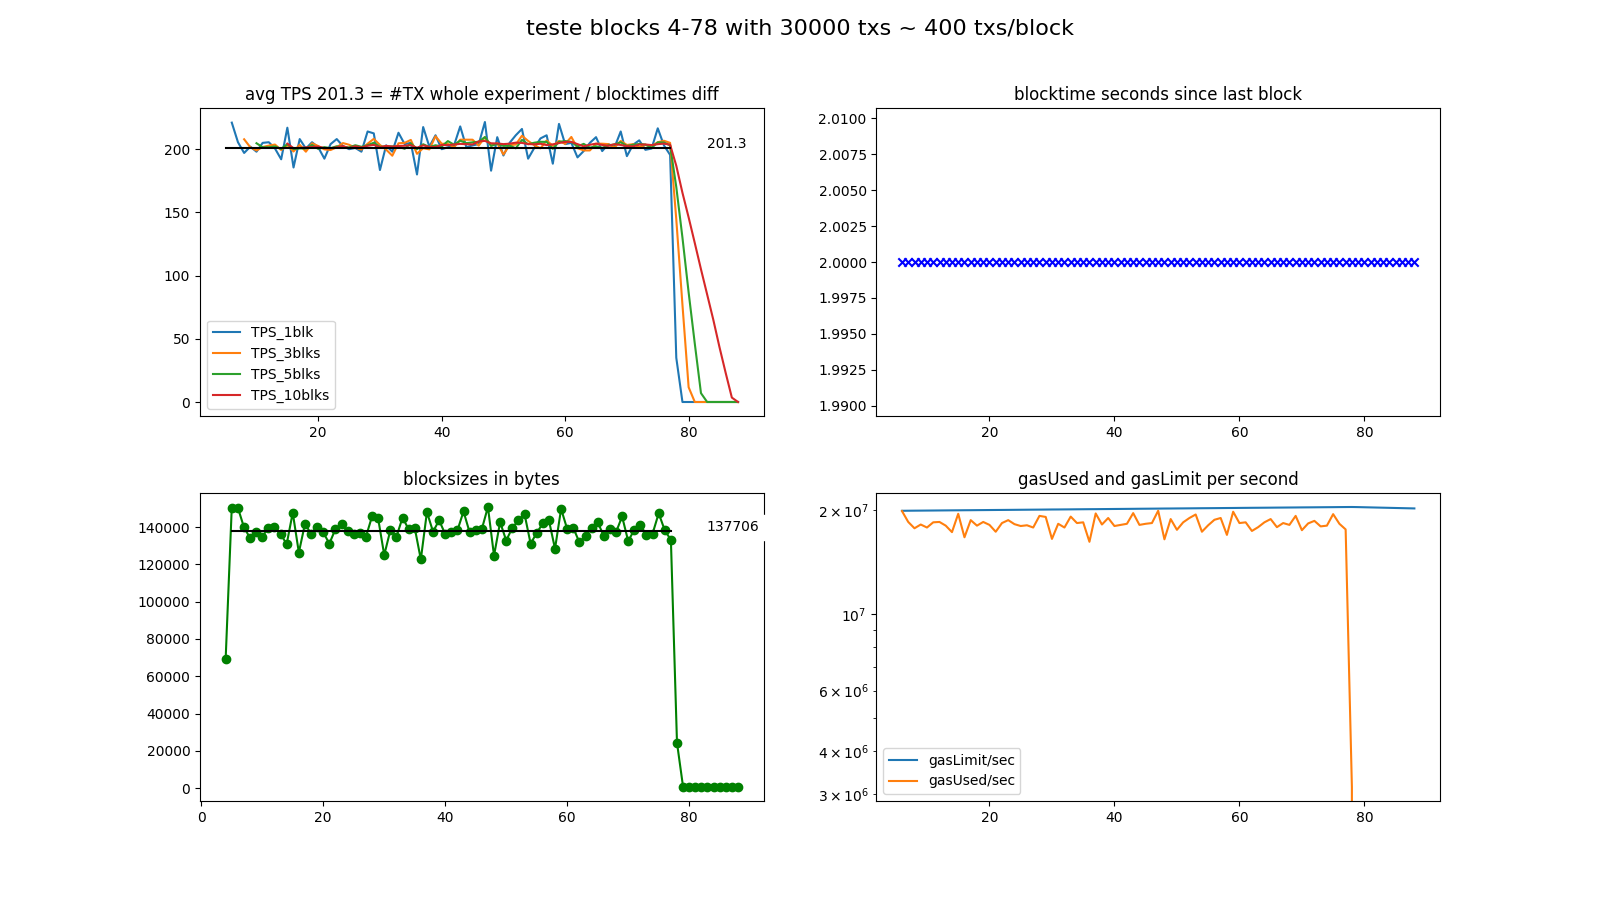 teste blocks 4-78 with 30000 txs ~ 400 txs/block
avg TPS 201.3 = #TX whole experiment / blocktimes diff
200
150
100
50
0
201.3
TPS_1blk
TPS_3blks
TPS_5blks
TPS_10blks
20 40 60 80
blocktime seconds since last block
2.0100
2.0075
2.0050
2.0025
2.0000
1.9975
1.9950
1.9925
1.9900
20 40 60 80
blocksizes in bytes
140000
120000
100000
80000
60000
40000
20000
0
137706
0 20 40 60 80
gasUsed and gasLimit per second
2 × 10⁷
10⁷
6 × 10⁶
4 × 10⁶
3 × 10⁶
gasLimit/sec
gasUsed/sec
20 40 60 80